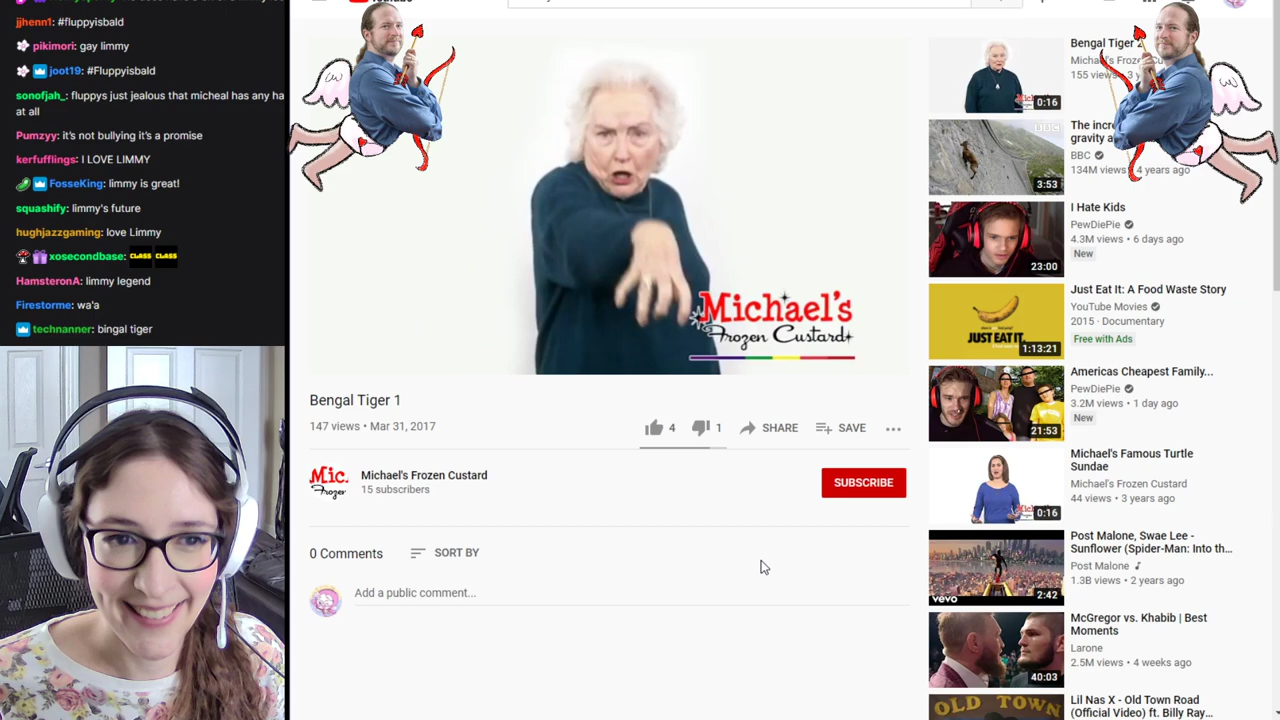 jjhenn1: #fluppyisbald
pikimori: gay limmy
joot19: #Fluppyisbald
sonofjah_: fluppys just jealous that micheal has any ha
at all
Pumzyy: it's not bullying it's a promise
kerfufflings: I LOVE LIMMY
FosseKing: limmy is great!
squashify: limmy's future
hughjazzgaming: love Limmy
xosecondbase: CLASS CLASS
HamsteronA: limmy legend
Firestorme: wa'a
technanner: bingal tiger
Michael's
Frozen Custard
Bengal Tiger 1
147 views • Mar 31, 2017
4
1
SHARE
SAVE
Mic.
Frozer
Michael's Frozen Custard
15 subscribers
SUBSCRIBE
0 Comments
SORT BY
Add a public comment...
0:16
Bengal Tiger
Michael's
155 views
BBC
3:53
The incre
gravity a
BBC
134M views
4 years ago
23:00
I Hate Kids
PewDiePie
4.3M views • 6 days ago
New
JUST EAT IT.
1:13:21
Just Eat It: A Food Waste Story
YouTube Movies
2015 · Documentary
Free with Ads
21:53
Americas Cheapest Family...
PewDiePie
3.2M views • 1 day ago
New
0:16
Michael's Famous Turtle
Sundae
Michael's Frozen Custard
44 views • 3 years ago
vevo
2:42
Post Malone, Swae Lee -
Sunflower (Spider-Man: Into th...
Post Malone
1.3B views • 2 years ago
40:03
McGregor vs. Khabib | Best
Moments
Larone
2.5M views • 4 weeks ago
OLD TOWN
Lil Nas X - Old Town Road
(Official Video) ft. Billy Ray...